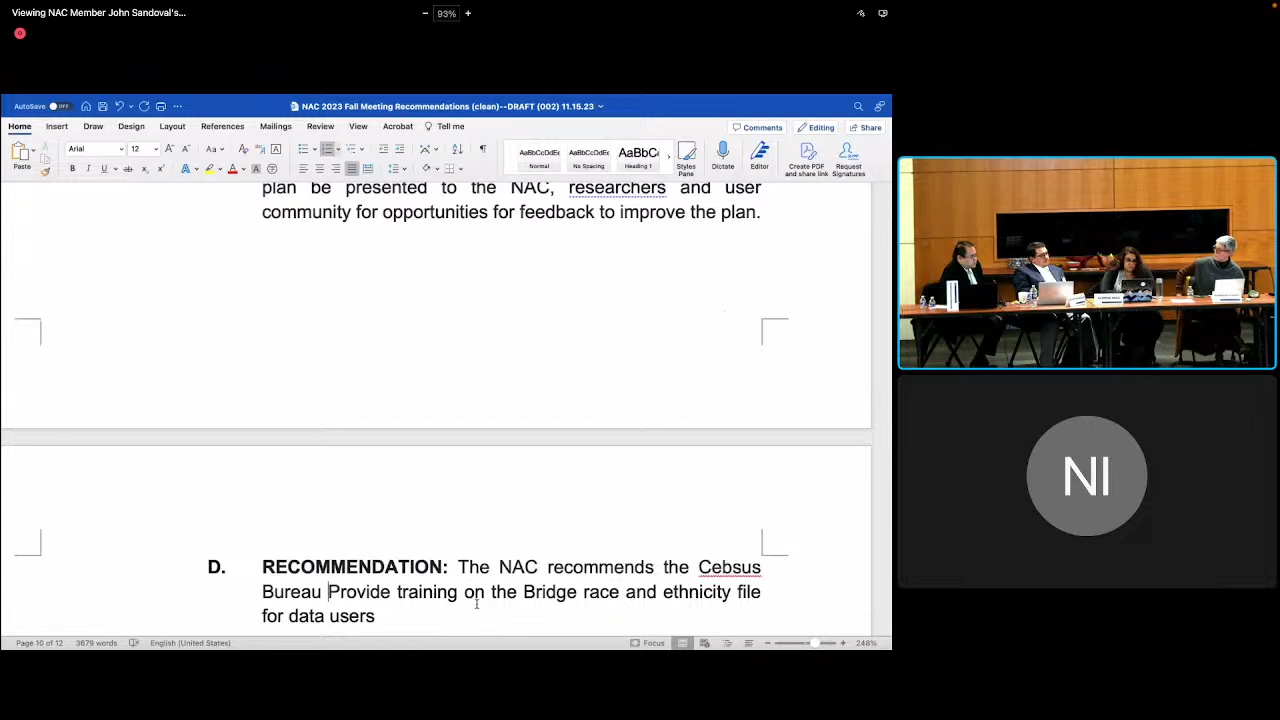 Viewing NAC Member John Sandoval's...
93%
AutoSave OFF
NAC 2023 Fall Meeting Recommendations (clean)--DRAFT (002) 11.15.23
Home Insert Draw Design Layout References Mailings Review View Acrobat Tell me
Comments Editing Share
Paste
Arial 12
AaBbCcDdEe AaBbCcDdEe AaBbCc
Normal No Spacing Heading 1
Styles Pane
Dictate
Editor
Create PDF and share link
Request Signatures
plan be presented to the NAC, researchers and user
community for opportunities for feedback to improve the plan.
D. RECOMMENDATION: The NAC recommends the Cebsus
Bureau Provide training on the Bridge race and ethnicity file
for data users
Page 10 of 12 3679 words English (United States) Focus 248%
NI